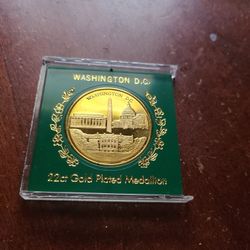 WASHINGTON D.C.
WASHINGTON D.C.
22ct Gold Plated Medallion